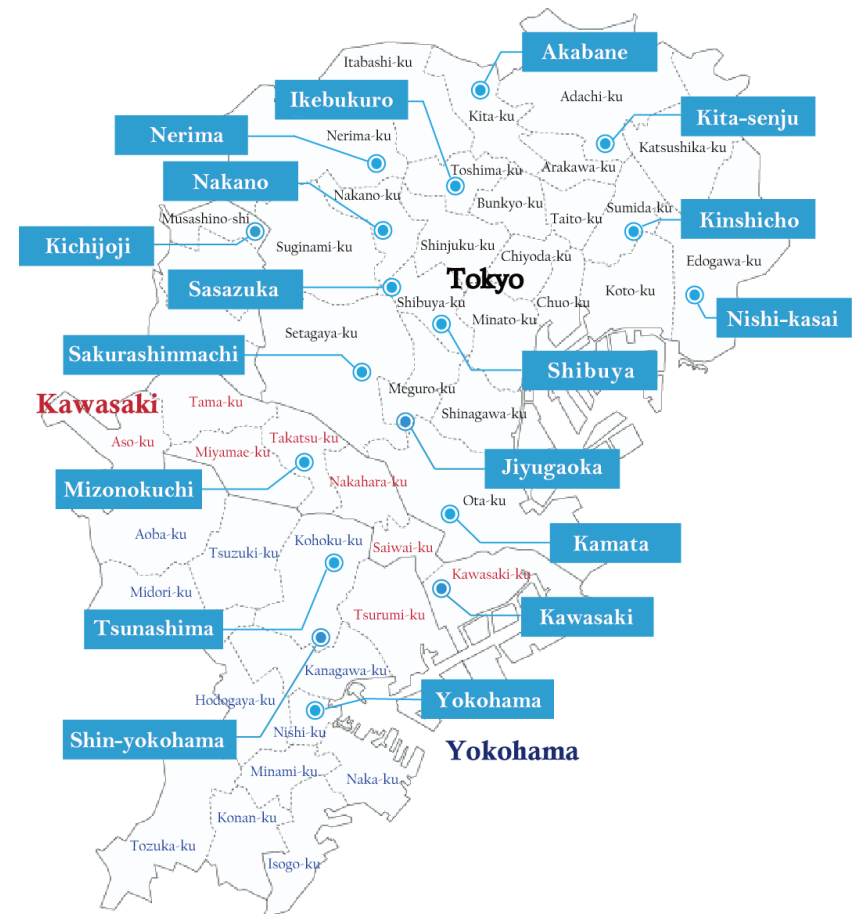 Akabane
Itabashi-ku
Ikebukuro
Adachi-ku
Kita-ku
Kita-senju
Nerima
Nerima-ku
Katsushika-ku
Toshima-ku
Arakawa-ku
Nakano
Nakano-ku
Bunkyo-ku
Sumida-ku
Musashino-shi
Taito-ku
Kinshicho
Kichijoji
Suginami-ku
Shinjuku-ku
Chiyoda-ku
Edogawa-ku
Tokyo
Sasazuka
Shibuya-ku
Chuo-ku
Koto-ku
Minato-ku
Nishi-kasai
Setagaya-ku
Sakurashinmachi
Shibuya
Meguro-ku
Kawasaki
Tama-ku
Shinagawa-ku
Aso-ku
Takatsu-ku
Miyamae-ku
Jiyugaoka
Mizonokuchi
Nakahara-ku
Ota-ku
Aoba-ku
Kohoku-ku
Kamata
Tsuzuki-ku
Saiwai-ku
Kawasaki-ku
Midori-ku
Tsurumi-ku
Kawasaki
Tsunashima
Kanagawa-ku
Hodogaya-ku
Yokohama
Nishi-ku
Shin-yokohama
Yokohama
Minami-ku
Naka-ku
Konan-ku
Tozuka-ku
Isogo-ku